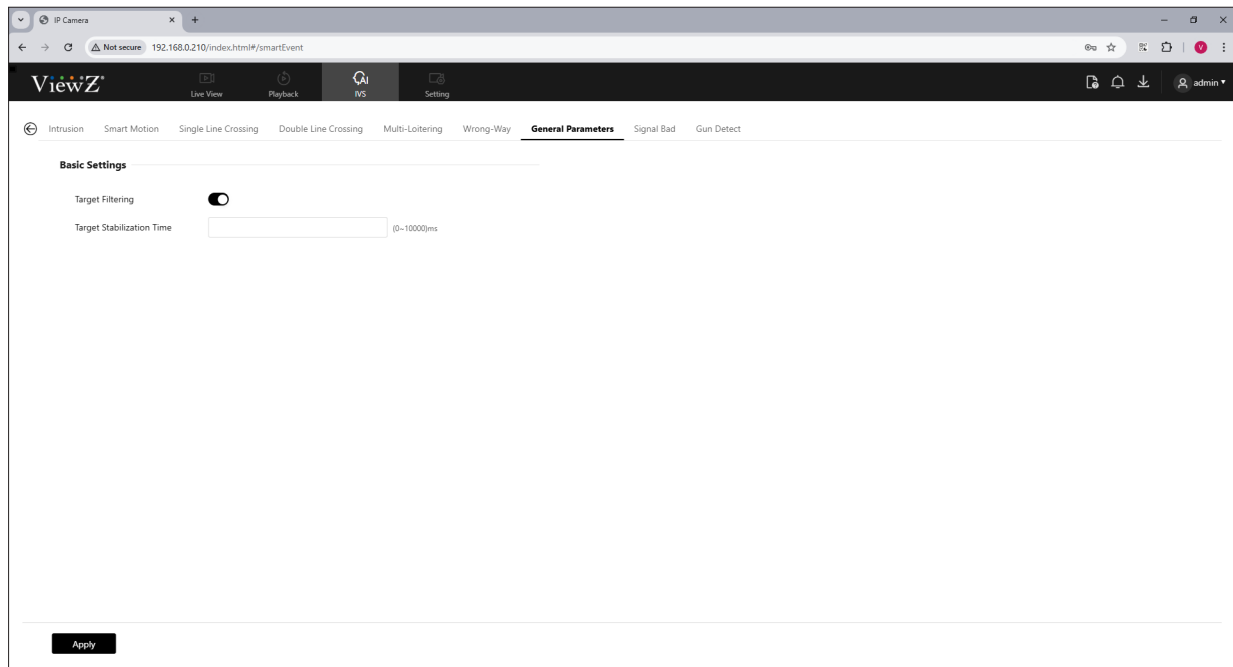 IP Camera
Not secure 192.168.0.210/index.html#/smartEvent
V
ViewZ
Live View Playback AI IVS Setting admin
Intrusion Smart Motion Single Line Crossing Double Line Crossing Multi-Loitering Wrong-Way General Parameters Signal Bad Gun Detect
Basic Settings
Target Filtering
Target Stabilization Time (0~10000)ms
Apply